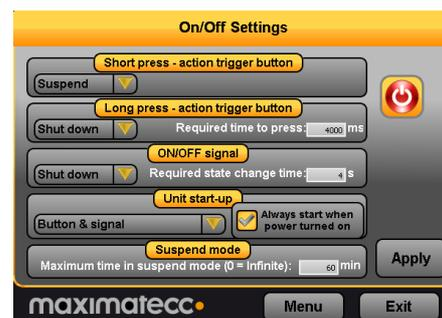 On/Off Settings
Short press - action trigger button
Suspend
Long press - action trigger button
Shut down Required time to press: 4000 ms
ON/OFF signal
Shut down Required state change time: 4 s
Unit start-up
Button & signal
Always start when
power turned on
Suspend mode
Maximum time in suspend mode (0 = Infinite): 60 min
Apply
maximatecc
Menu
Exit